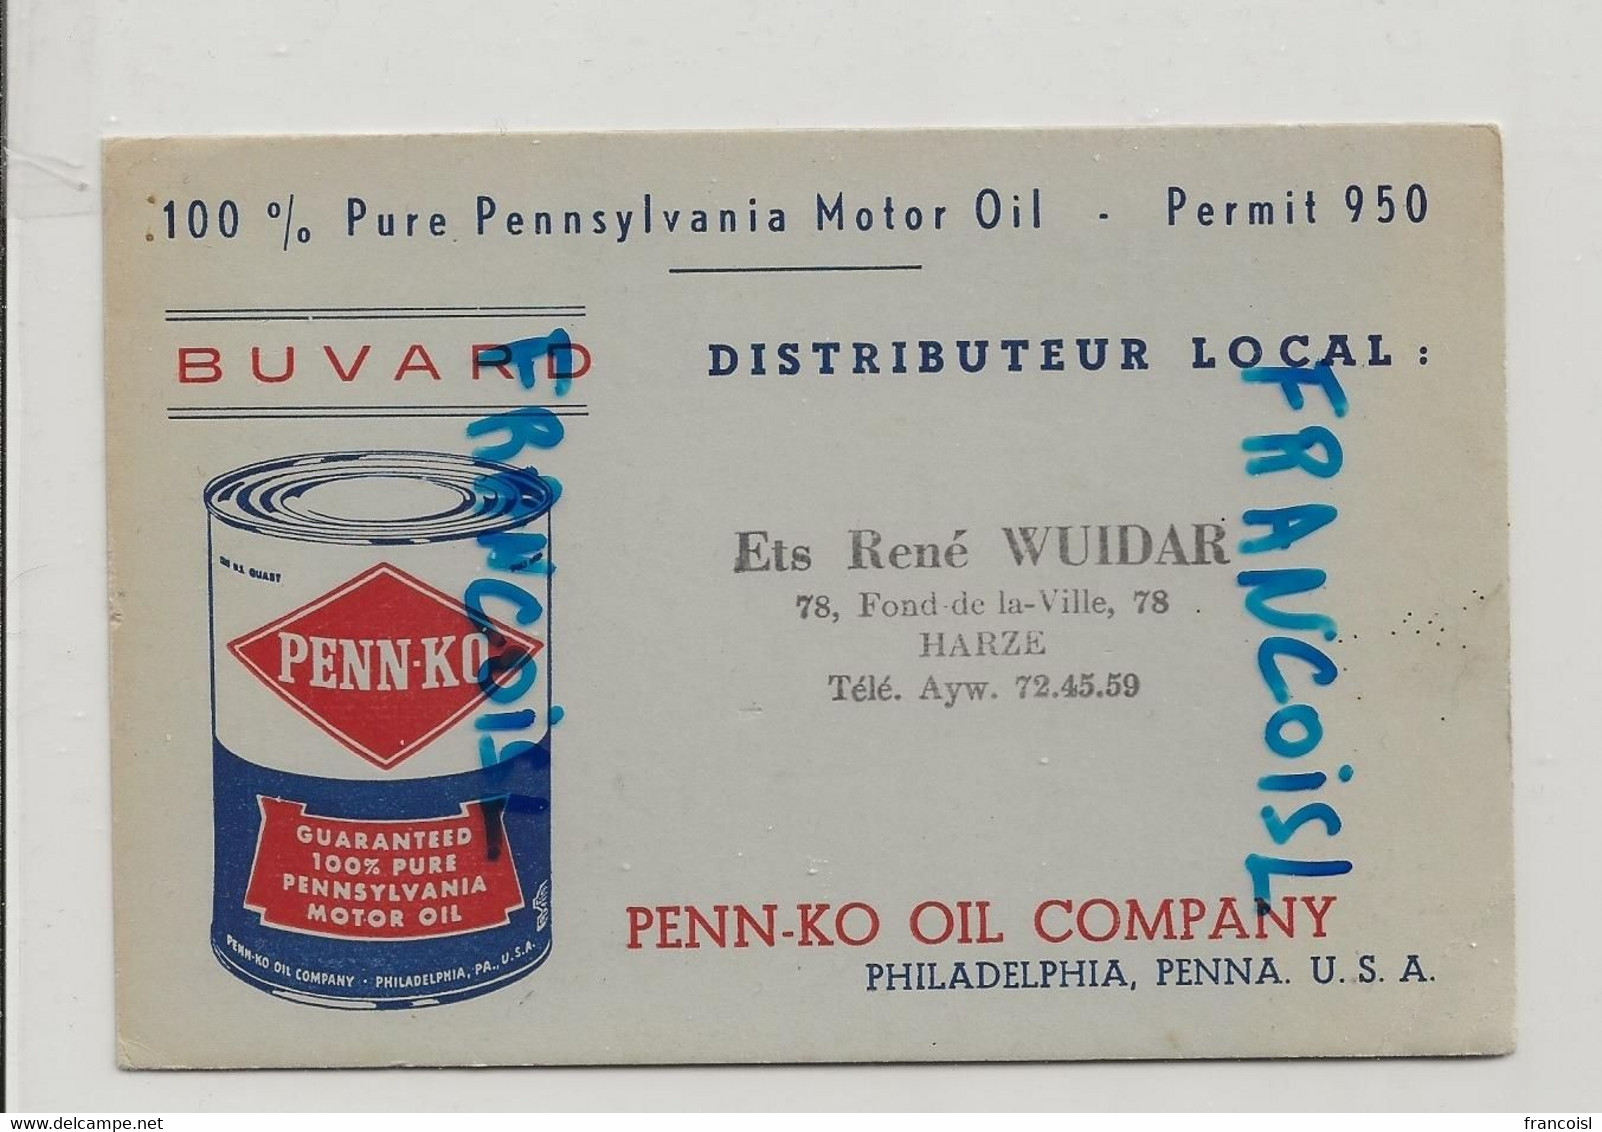 100 % Pure Pennsylvania Motor Oil - Permit 950
BUVARD
DISTRIBUTEUR LOCAL :
U.S. QUART
PENN-KO
GUARANTEED
100% PURE
PENNSYLVANIA
MOTOR OIL
PENN-KO OIL COMPANY · PHILADELPHIA, PA., U.S.A.
Ets René WUIDAR
78, Fond-de la-Ville, 78
HARZE
Télé. Ayw. 72.45.59
PENN-KO OIL COMPANY
PHILADELPHIA, PENNA. U. S. A.
FRANCOISL
FRANCOISL
www.delcampe.net
francoisl